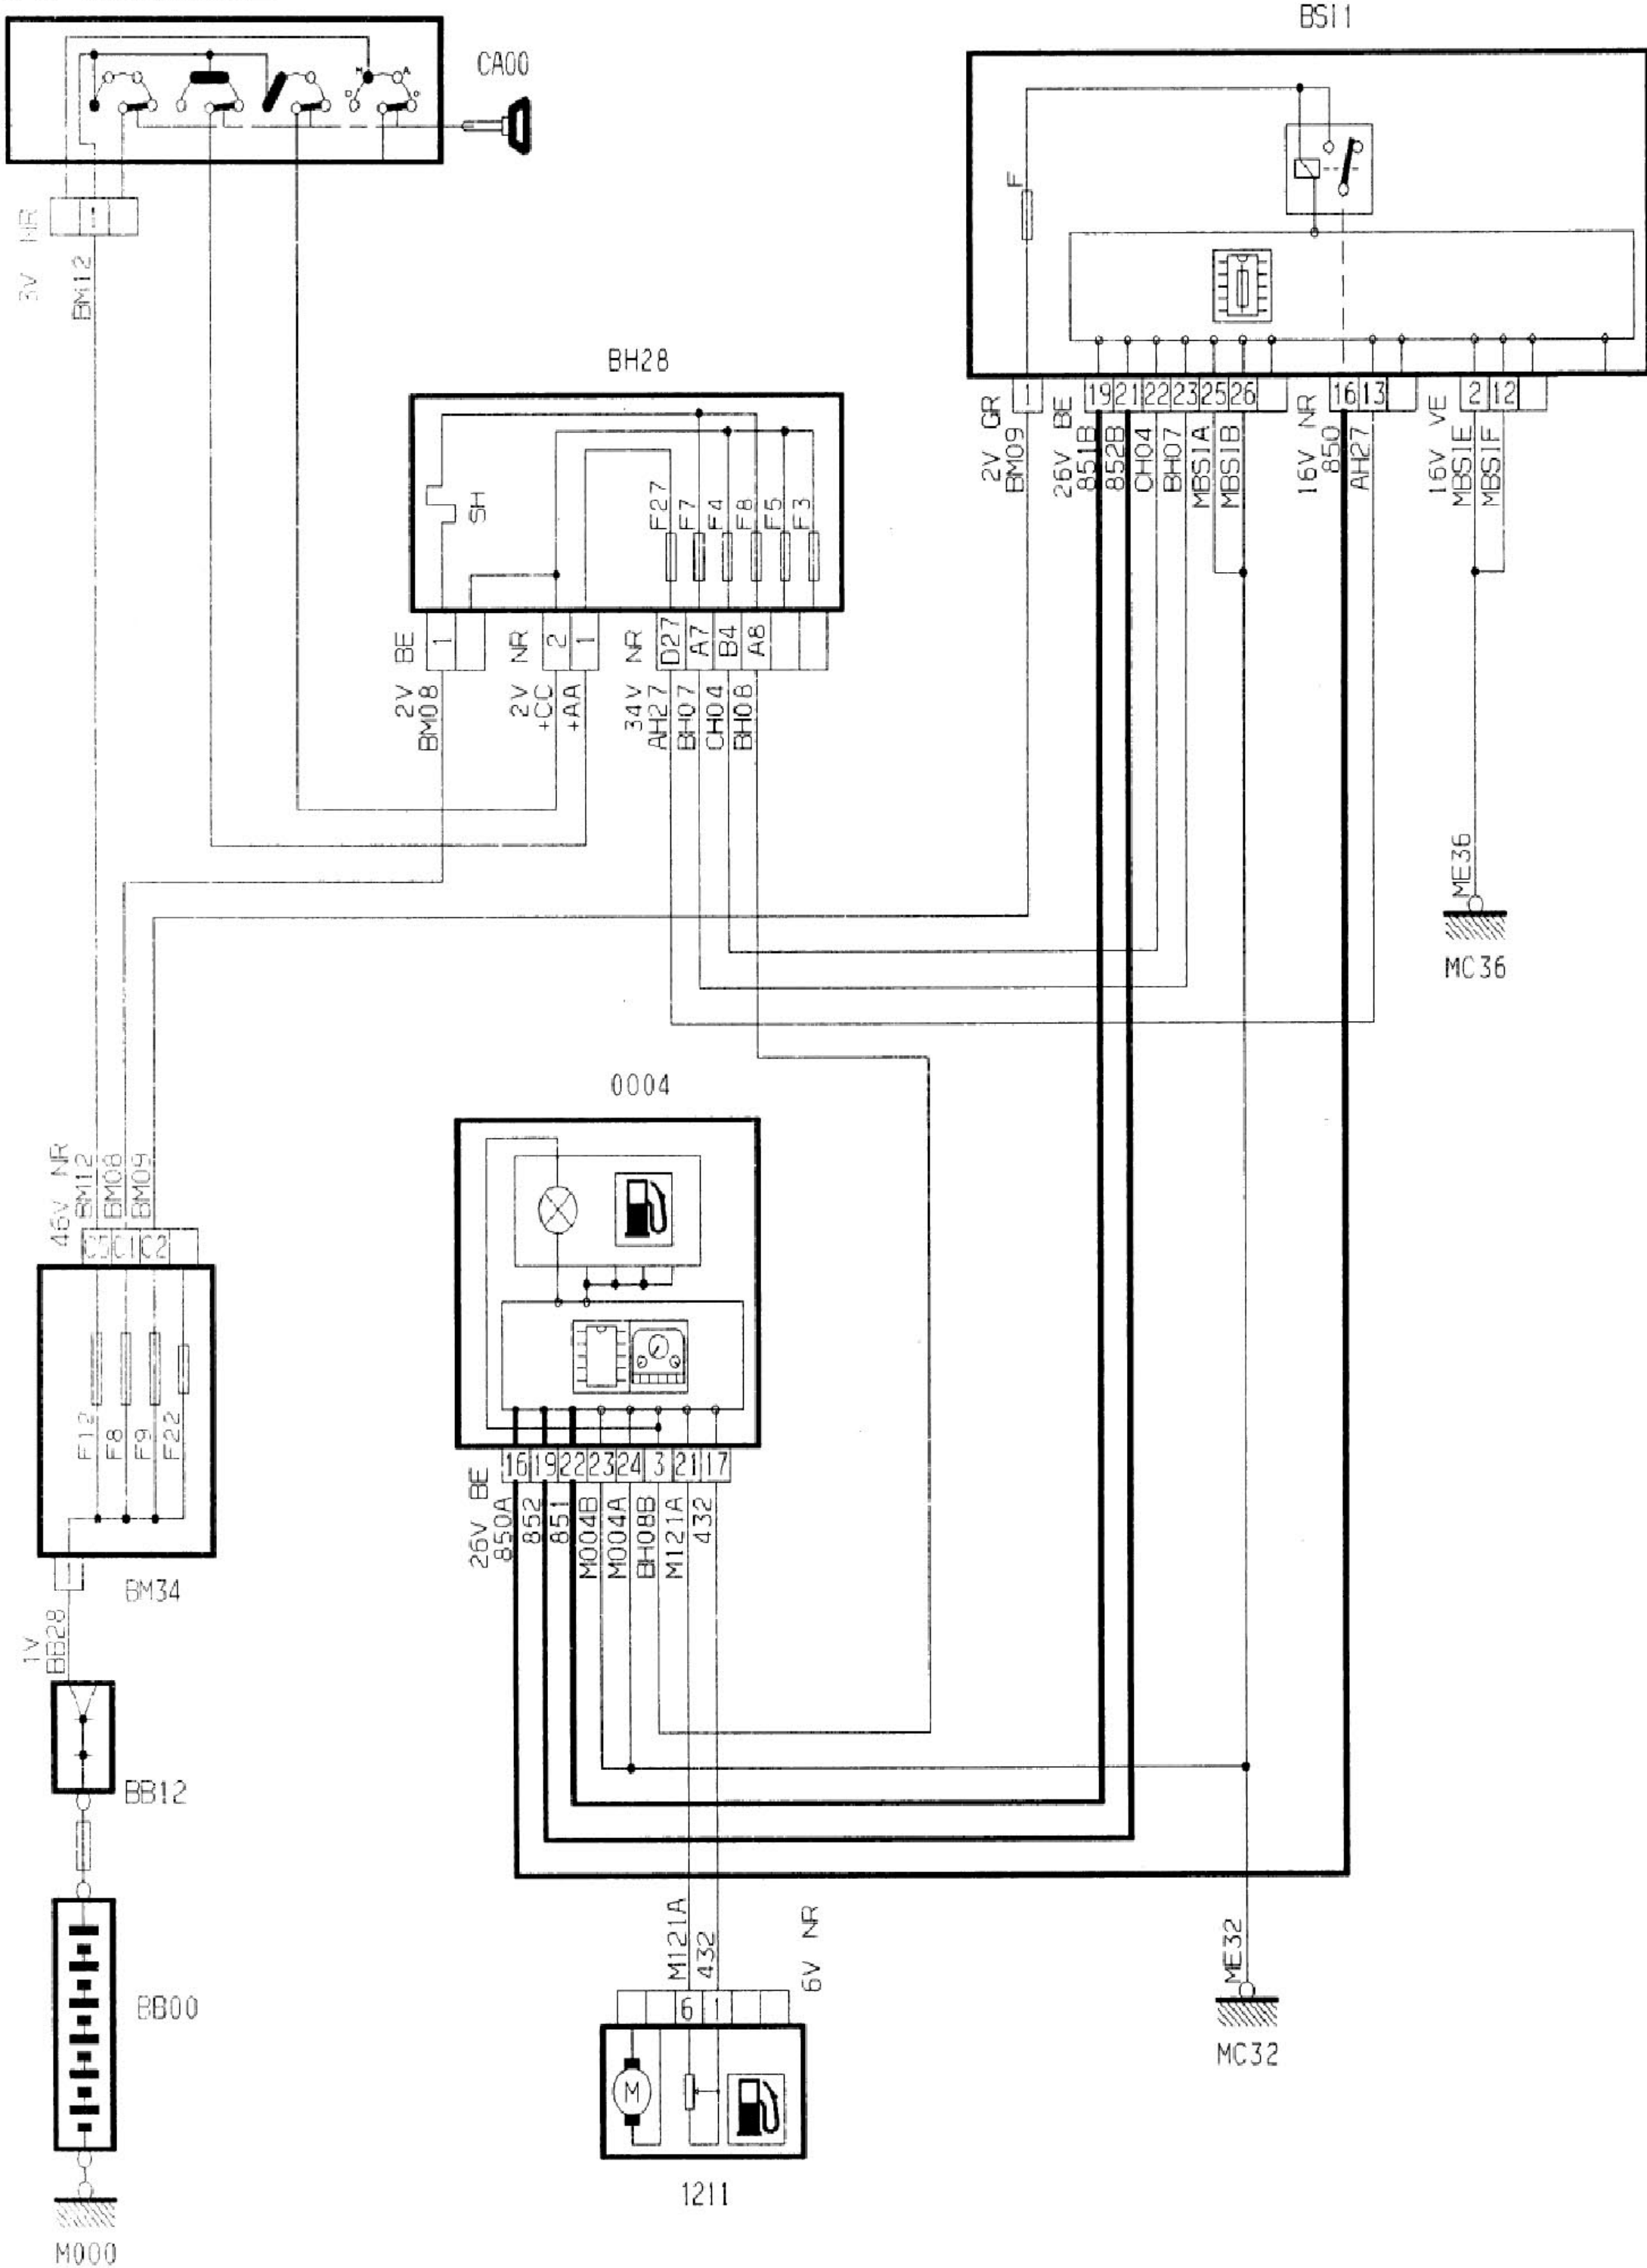 BSI1
CA00
M A
D
3V NR
1
BM12
F
BH28
SH
F27
F7
F4
F8
F5
F3
2V BE
1
BM08
2V NR
2 1
+CC
+AA
34V NR
D27 A7 B4 A8
AH27
BH07
CH04
BH08
2V GR
1
BM09
26V BE
19 21 22 23 25 26
851B
852B
CH04
BH07
MBS1A
MBS1B
16V NR
16 13
850
AH27
16V VE
2 12
MBS1E
MBS1F
ME36
MC36
0004
46V NR
BM12
BM08
BM09
C5 C1 C2
F12
F8
F9
F22
BM34
1V
BB28
BB12
BB00
M000
26V BE
16 19 22 23 24 3 21 17
850A
852
851
M004B
M004A
BH08B
M121A
432
M121A
432
6V NR
6 1
M
1211
ME32
MC32